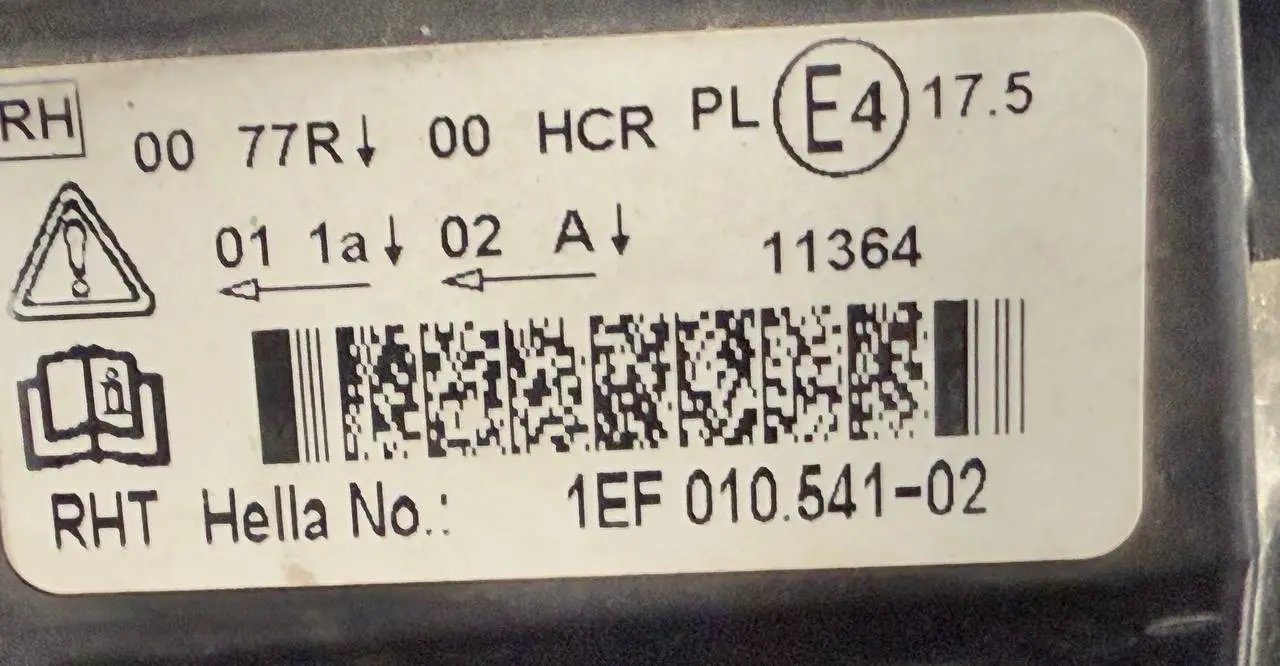 RH 00 77R↓ 00 HCR PL E4 17.5
01 1a↓ 02 A↓ 11364
RHT Hella No.: 1EF 010.541-02